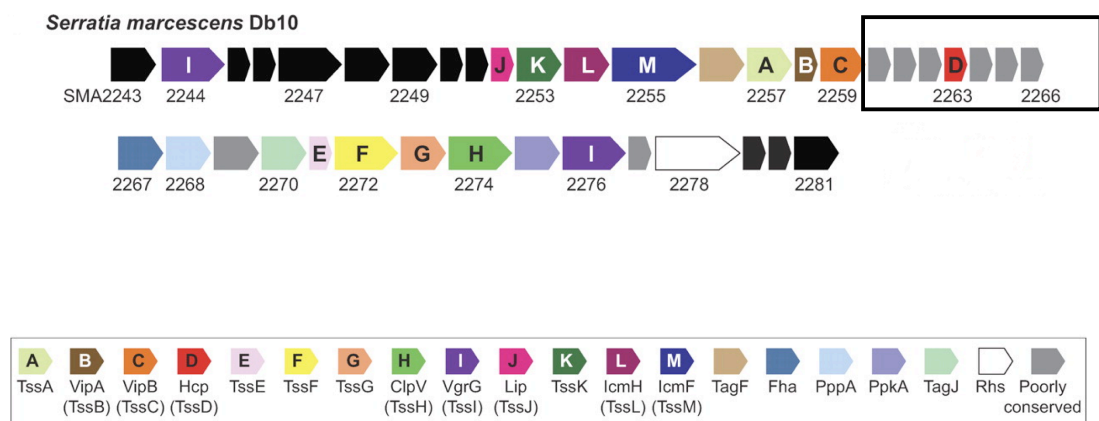 Serratia marcescens Db10
I J K L M A B C D
SMA2243 2244 2247 2249 2253 2255 2257 2259 2263 2266
E F G H I
2267 2268 2270 2272 2274 2276 2278 2281
A B C D E F G H I J K L M
TssA VipA VipB Hcp TssE TssF TssG ClpV VgrG Lip TssK IcmH IcmF TagF Fha PppA PpkA TagJ Rhs Poorly
(TssB) (TssC) (TssD) (TssH) (TssI) (TssJ) (TssL) (TssM) conserved